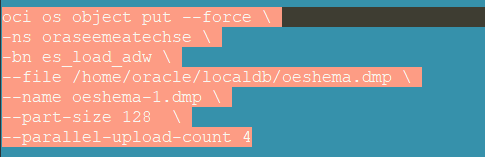 oci os object put --force \
-ns oraseemeatechse \
-bn es_load_adw \
--file /home/oracle/localdb/oeshema.dmp \
--name oeshema-1.dmp \
--part-size 128  \
--parallel-upload-count 4